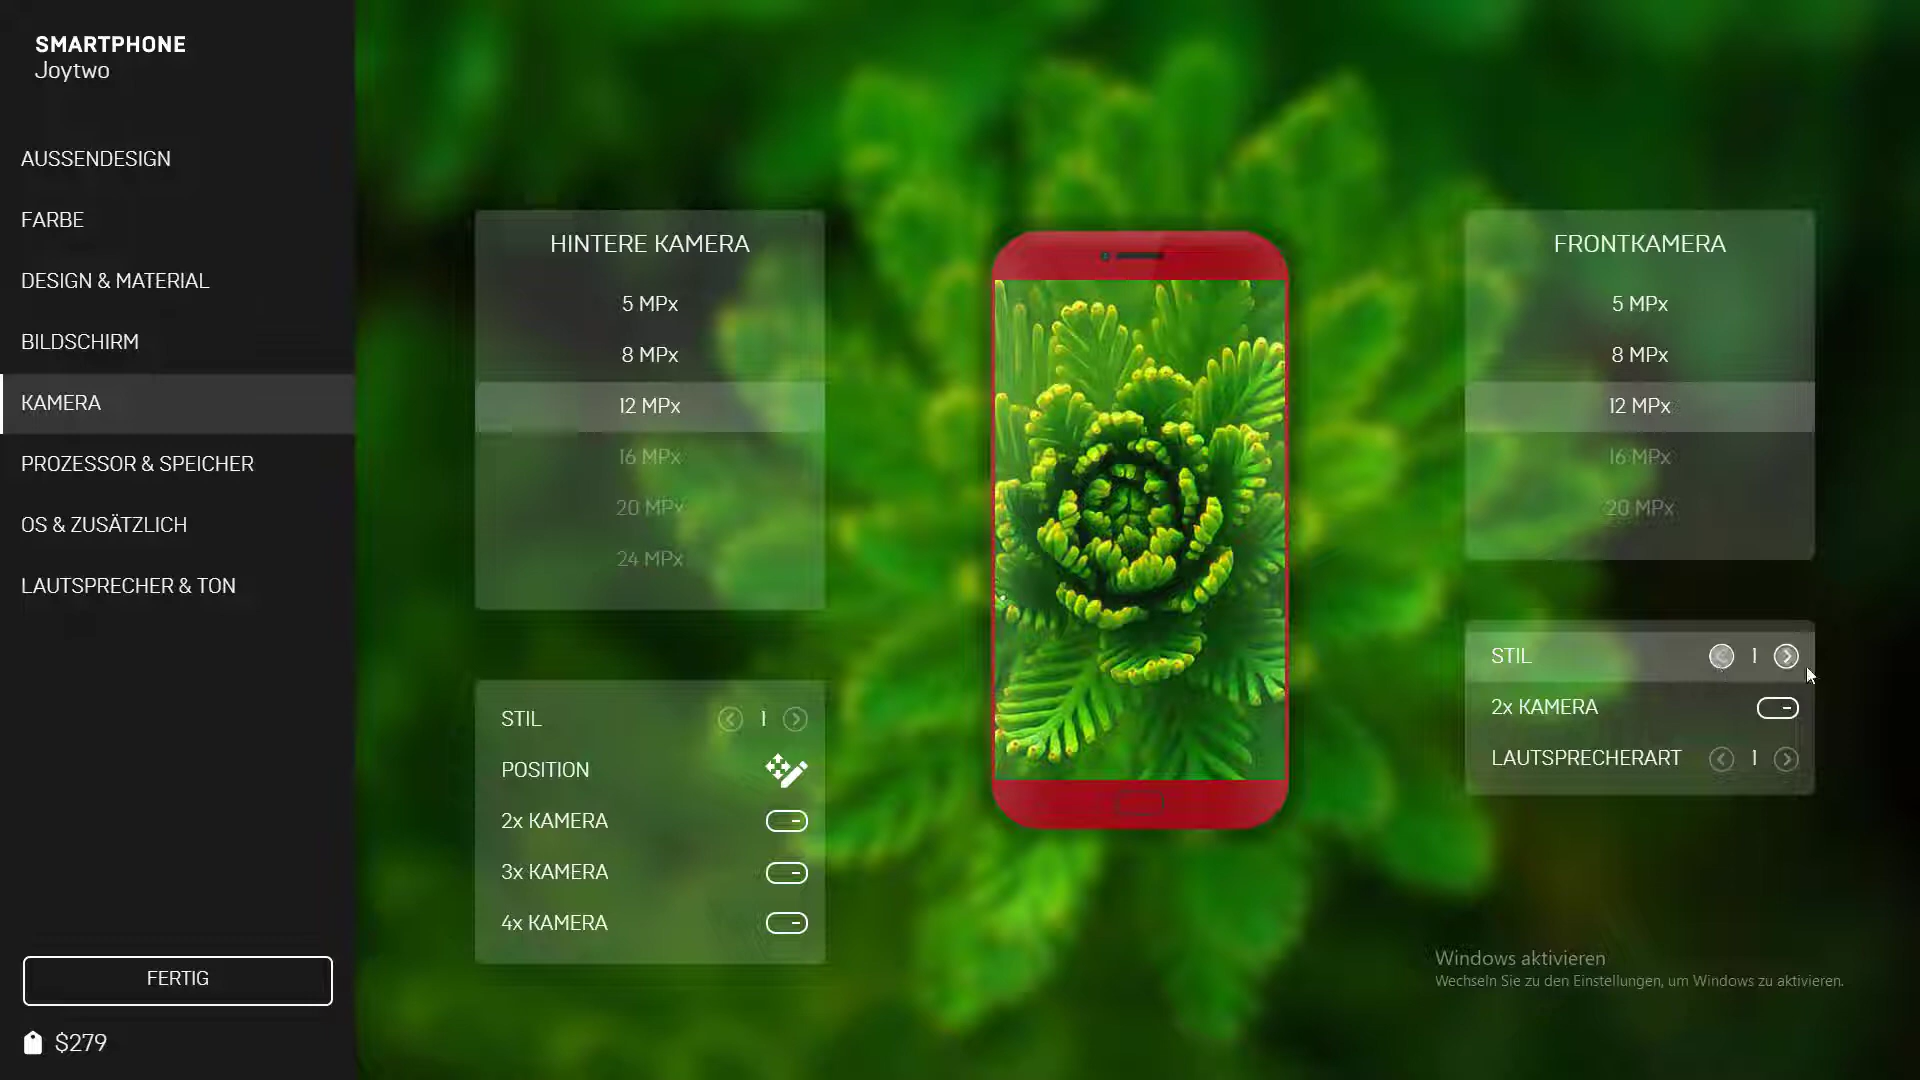 SMARTPHONE
Joytwo
AUSSENDESIGN
FARBE
DESIGN & MATERIAL
BILDSCHIRM
KAMERA
PROZESSOR & SPEICHER
OS & ZUSÄTZLICH
LAUTSPRECHER & TON
FERTIG
$279
HINTERE KAMERA
5 MPx
8 MPx
12 MPx
16 MPx
20 MPx
24 MPx
STIL 1
POSITION
2x KAMERA
3x KAMERA
4x KAMERA
FRONTKAMERA
5 MPx
8 MPx
12 MPx
16 MPx
20 MPx
STIL 1
2x KAMERA
LAUTSPRECHERART 1
Windows aktivieren
Wechseln Sie zu den Einstellungen, um Windows zu aktivieren.